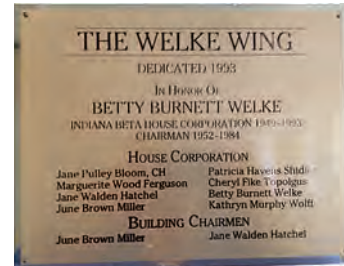 THE WELKE WING
DEDICATED 1993
IN HONOR OF
BETTY BURNETT WELKE
INDIANA BETA HOUSE CORPORATION 1949-1993
CHAIRMAN 1952-1984
HOUSE CORPORATION
Jane Pulley Bloom, CH Patricia Havens
Marguerite Wood Ferguson Cheryl Fike Topolgus
Jane Walden Hatchel Betty Burnett Welke
June Brown Miller Kathryn Murphy Wolff
BUILDING CHAIRMEN
June Brown Miller Jane Walden Hatchel